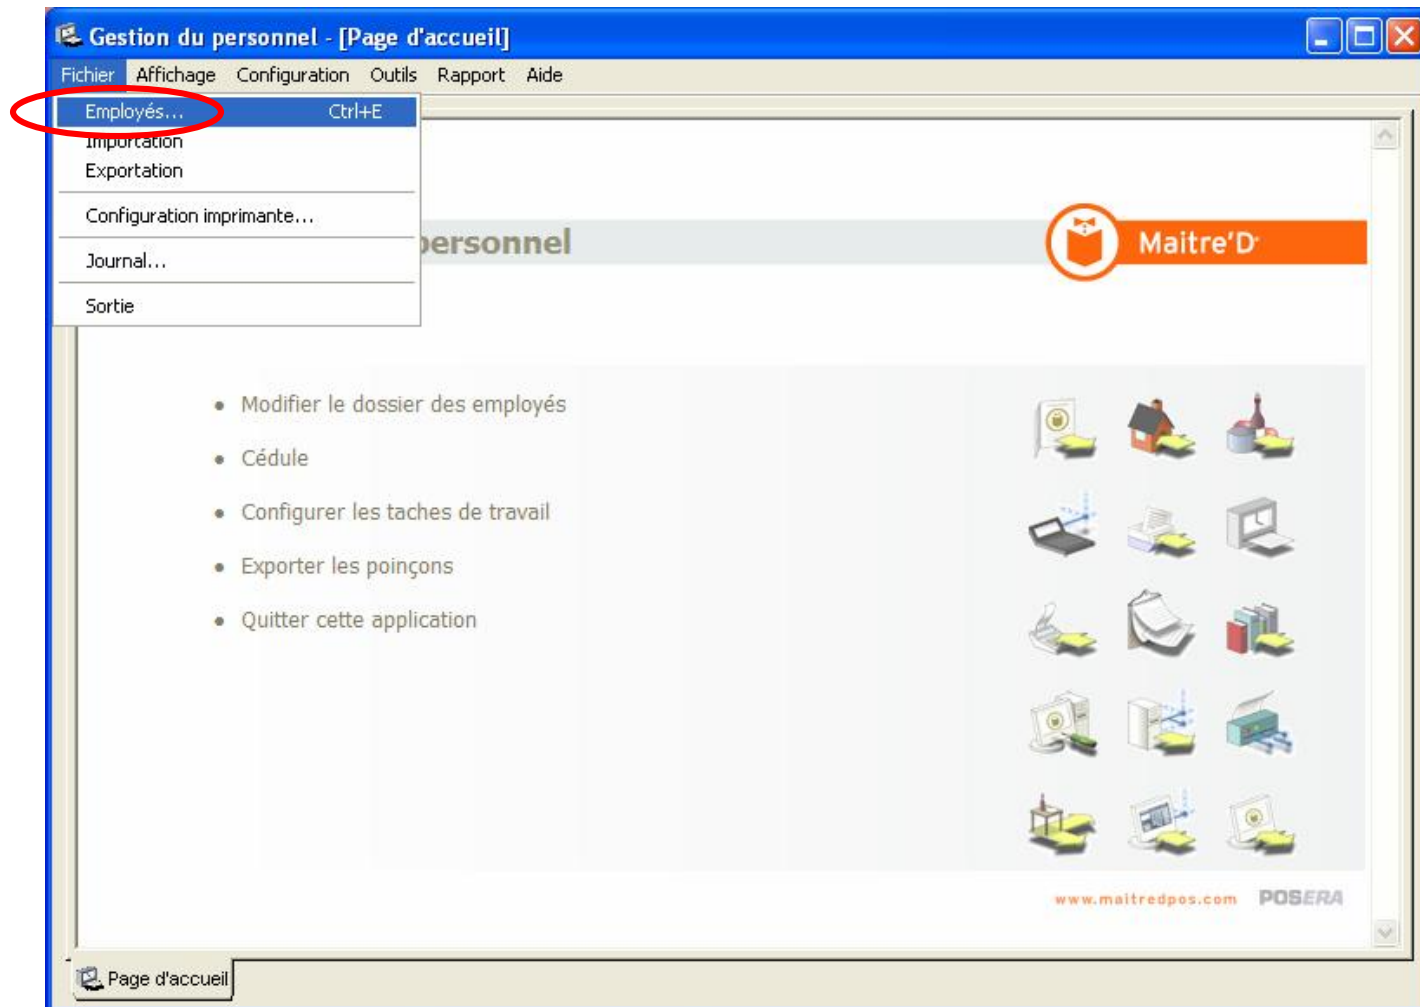 Gestion du personnel - [Page d'accueil]
Fichier Affichage Configuration Outils Rapport Aide
Employés... Ctrl+E
Importation
Exportation
Configuration imprimante...
Journal...
Sortie
personnel
Maitre'D
• Modifier le dossier des employés
• Cédule
• Configurer les taches de travail
• Exporter les poinçons
• Quitter cette application
www.maitredpos.com POSERA
Page d'accueil